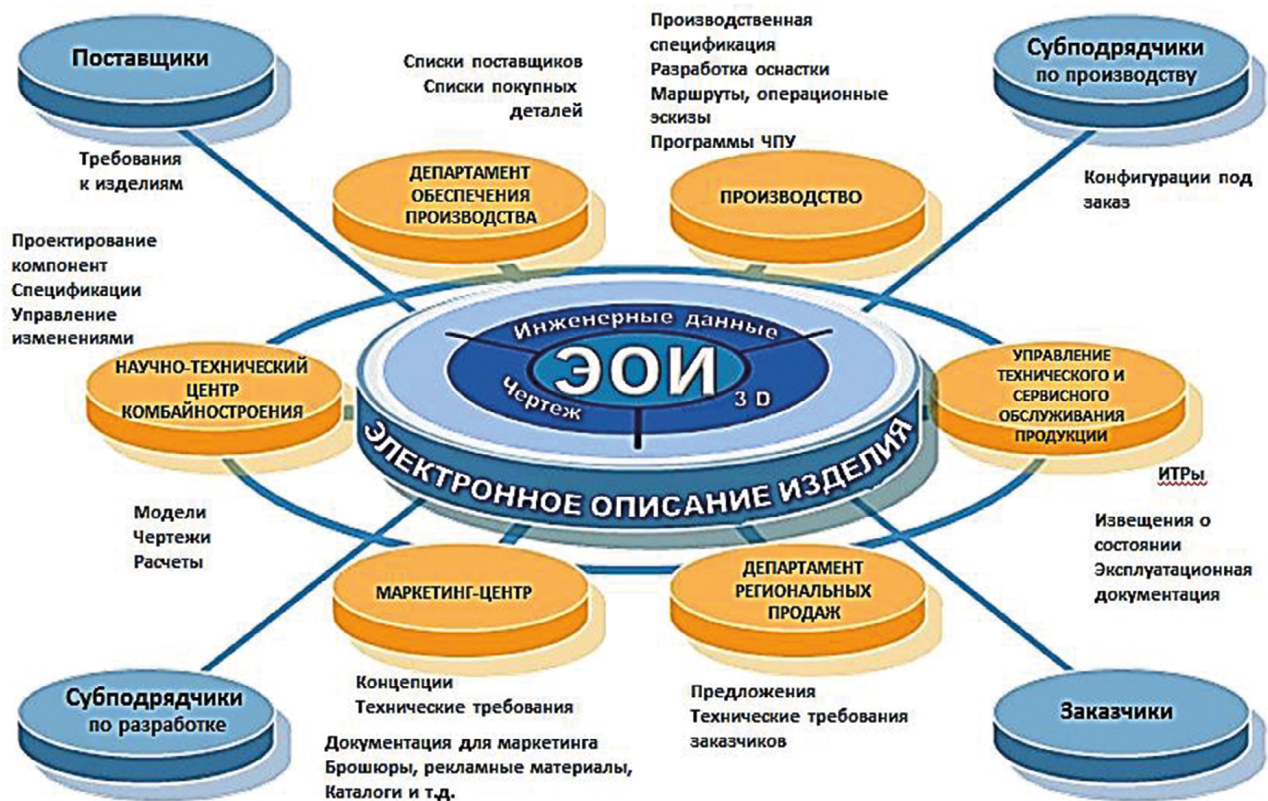 Поставщики
Списки поставщиков
Списки покупных
деталей
Производственная
спецификация
Разработка оснастки
Маршруты, операционные
эскизы
Программы ЧПУ
Субподрядчики
по производству
Требования
к изделиям
ДЕПАРТАМЕНТ
ОБЕСПЕЧЕНИЯ
ПРОИЗВОДСТВА
ПРОИЗВОДСТВО
Конфигурации под
заказ
Проектирование
компонент
Спецификации
Управление
изменениями
НАУЧНО-ТЕХНИЧЕСКИЙ
ЦЕНТР
КОМБАЙНОСТРОЕНИЯ
Инженерные данные
ЭОИ
Чертеж
3 D
ЭЛЕКТРОННОЕ ОПИСАНИЕ ИЗДЕЛИЯ
УПРАВЛЕНИЕ
ТЕХНИЧЕСКОГО И
СЕРВИСНОГО
ОБСЛУЖИВАНИЯ
ПРОДУКЦИИ
ИТРы
Извещения о
состоянии
Эксплуатационная
документация
Модели
Чертежи
Расчеты
МАРКЕТИНГ-ЦЕНТР
ДЕПАРТАМЕНТ
РЕГИОНАЛЬНЫХ
ПРОДАЖ
Субподрядчики
по разработке
Концепции
Технические требования
Документация для маркетинга
Брошюры, рекламные материалы,
Каталоги и т.д.
Предложения
Технические требования
заказчиков
Заказчики